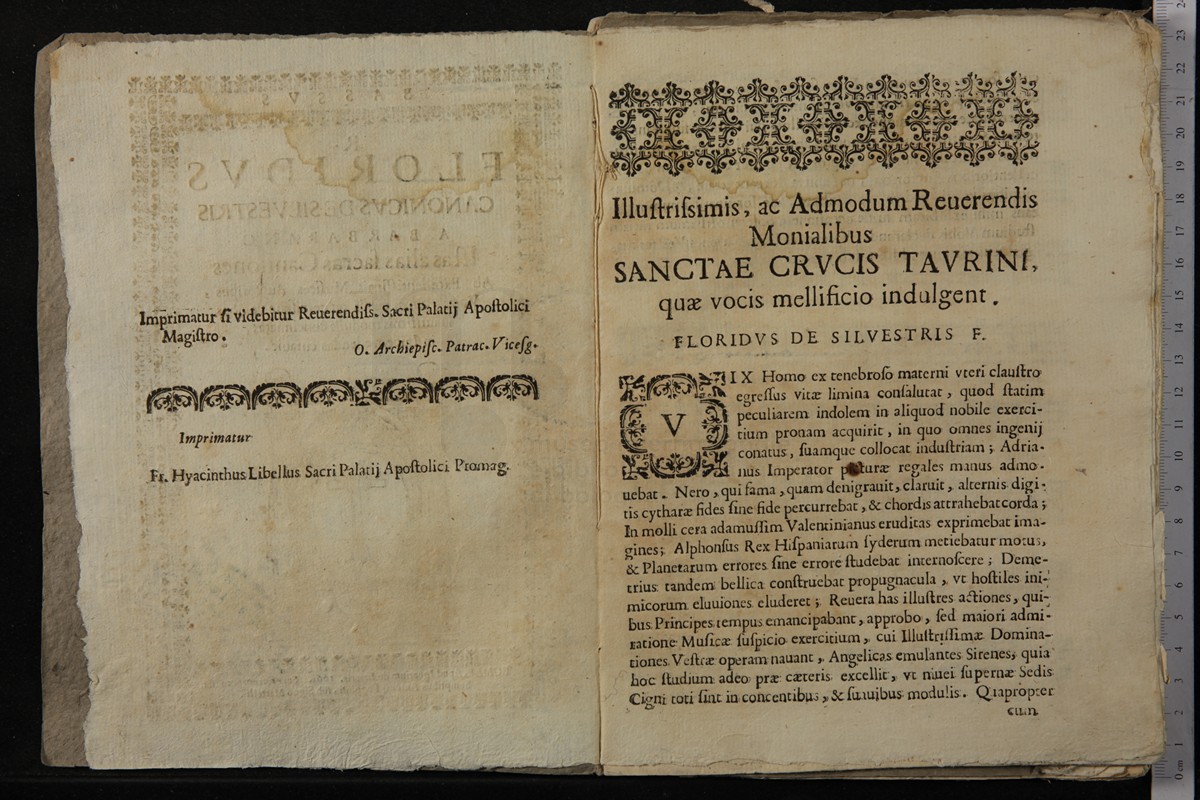 Imprimatur si videbitur Reuerendiss. Sacri Palatij Apostolici
Magistro.
O. Archiepisc. Patrac. Vicesg.
Imprimatur
Fr. Hyacinthus Libellus Sacri Palatij Apostolici Promag.
Illustrissimis, ac Admodum Reuerendis
Monialibus
SANCTAE CRVCIS TAVRINI,
quæ vocis mellificio indulgent.
FLORIDVS DE SILVESTRIS F.
VIX Homo ex tenebroso materni vteri claustro
egressus vitæ limina consalutat, quod statim
peculiarem indolem in aliquod nobile exerci-
tium pronam acquirit, in quo omnes ingenij
conatus, suamque collocat industriam; Adria-
nus Imperator picturæ regales manus admo-
uebat. Nero, qui fama, quam denigrauit, claruit, alternis digi-
tis cytharæ fides sine fide percurrebat, & chordis attrahebat corda;
In molli cera adamussim Valentinianus eruditas exprimebat ima-
gines; Alphonsus Rex Hispaniarum syderum metiebatur motus,
& Planetarum errores sine errore studebat internoscere; Deme-
trius tandem bellica construebat propugnacula, vt hostiles ini-
micorum eluuiones eluderet; Reuera has illustres actiones, qui-
bus Principes tempus emancipabant, approbo, sed maiori admi-
ratione Musicæ suspicio exercitium, cui Illustrissimæ Domina-
tiones Vestræ operam nauant, Angelicas emulantes Sirenes, quia
hoc studium adeo præ cæteris excellit, vt niuei supernæ Sedis
Cigni toti sint in concentibus, & suauibus modulis. Quapropter
cum